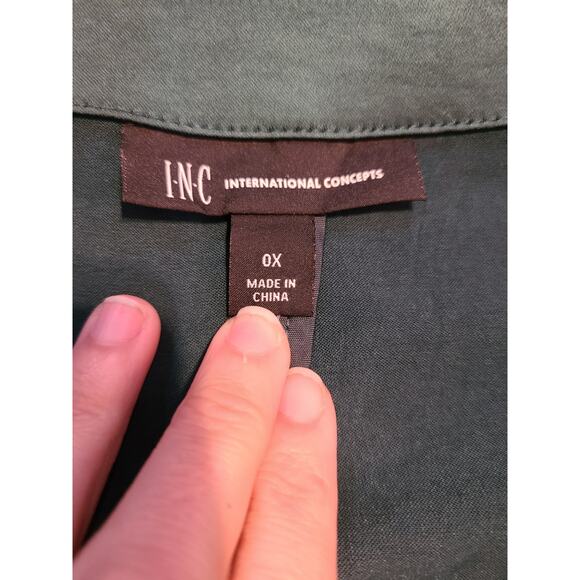 I·N·C INTERNATIONAL CONCEPTS
0X
MADE IN
CHINA